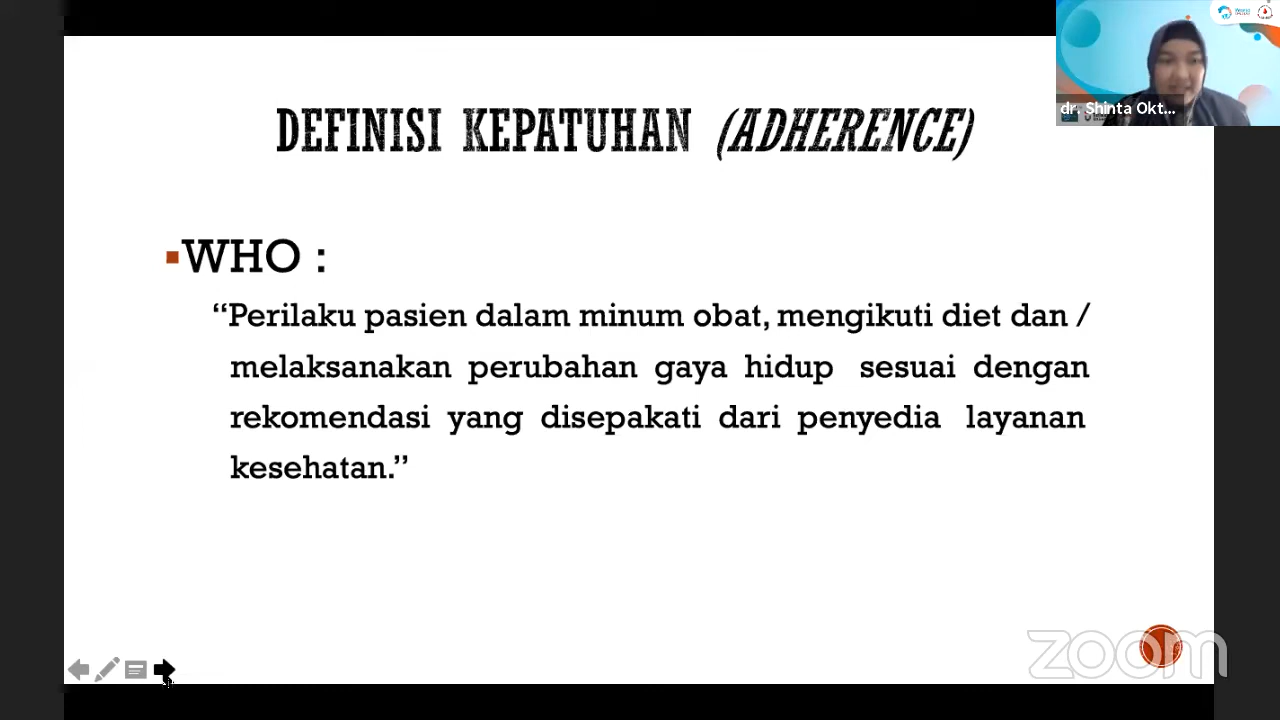 dr. Shinta Okt...
DEFINISI KEPATUHAN (ADHERENCE)
WHO :
“Perilaku pasien dalam minum obat, mengikuti diet dan /
melaksanakan perubahan gaya hidup sesuai dengan
rekomendasi yang disepakati dari penyedia layanan
kesehatan.”
zoom